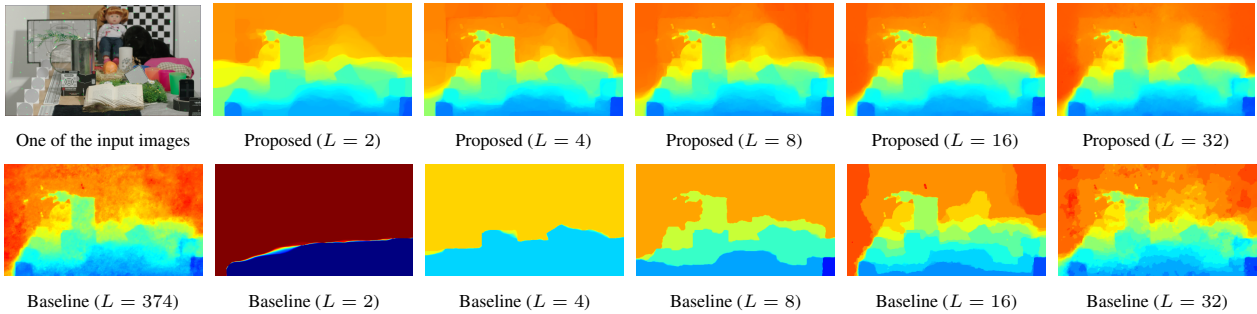 One of the input images
Proposed (L = 2)
Proposed (L = 4)
Proposed (L = 8)
Proposed (L = 16)
Proposed (L = 32)
Baseline (L = 374)
Baseline (L = 2)
Baseline (L = 4)
Baseline (L = 8)
Baseline (L = 16)
Baseline (L = 32)